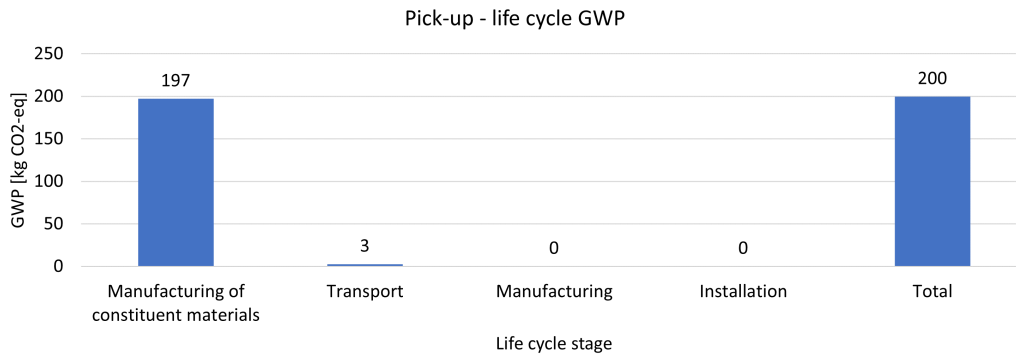 Pick-up - life cycle GWP
GWP [kg CO2-eq]
250
200
150
100
50
0
197
3
0
0
200
Manufacturing of
constituent materials
Transport
Manufacturing
Installation
Total
Life cycle stage